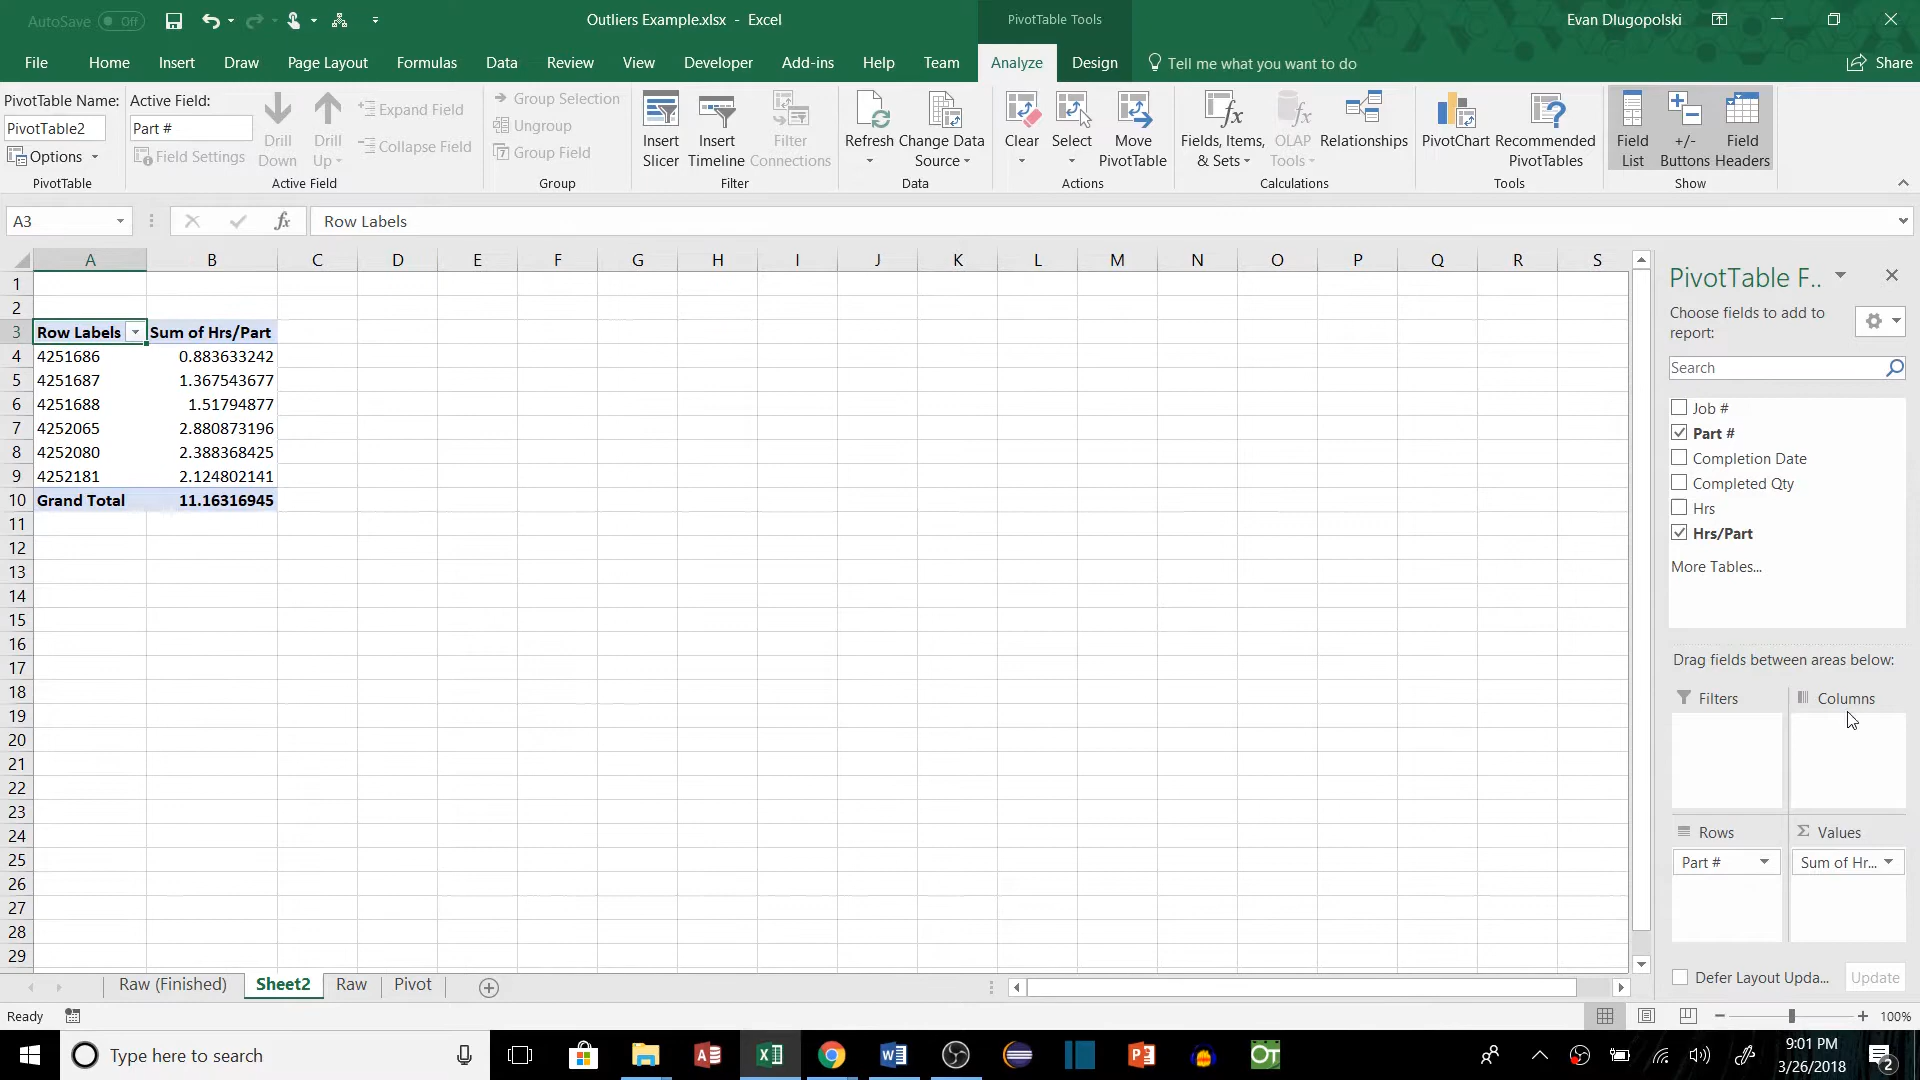 AutoSave Off
Outliers Example.xlsx - Excel
PivotTable Tools
Evan Dlugopolski
File Home Insert Draw Page Layout Formulas Data Review View Developer Add-ins Help Team Analyze Design Tell me what you want to do Share
PivotTable Name:
PivotTable2
Options
PivotTable
Active Field:
Part #
Field Settings
Drill Down
Drill Up
Expand Field
Collapse Field
Active Field
Group Selection
Ungroup
Group Field
Group
Insert Slicer
Insert Timeline
Filter Connections
Filter
Refresh
Change Data Source
Data
Clear
Select
Move PivotTable
Actions
Fields, Items, & Sets
OLAP Tools
Relationships
Calculations
PivotChart
Recommended PivotTables
Tools
Field List
+/- Buttons
Field Headers
Show
A3
fx
Row Labels
A B C D E F G H I J K L M N O P Q R S
1
2
3 Row Labels Sum of Hrs/Part
4 4251686 0.883633242
5 4251687 1.367543677
6 4251688 1.51794877
7 4252065 2.880873196
8 4252080 2.388368425
9 4252181 2.124802141
10 Grand Total 11.16316945
11
12
13
14
15
16
17
18
19
20
21
22
23
24
25
26
27
28
29
PivotTable F..
Choose fields to add to
report:
Search
Job #
Part #
Completion Date
Completed Qty
Hrs
Hrs/Part
More Tables...
Drag fields between areas below:
Filters
Columns
Rows
Values
Part #
Sum of Hr...
Defer Layout Upda...
Update
Raw (Finished) Sheet2 Raw Pivot
Ready
100%
Type here to search
9:01 PM
3/26/2018
2